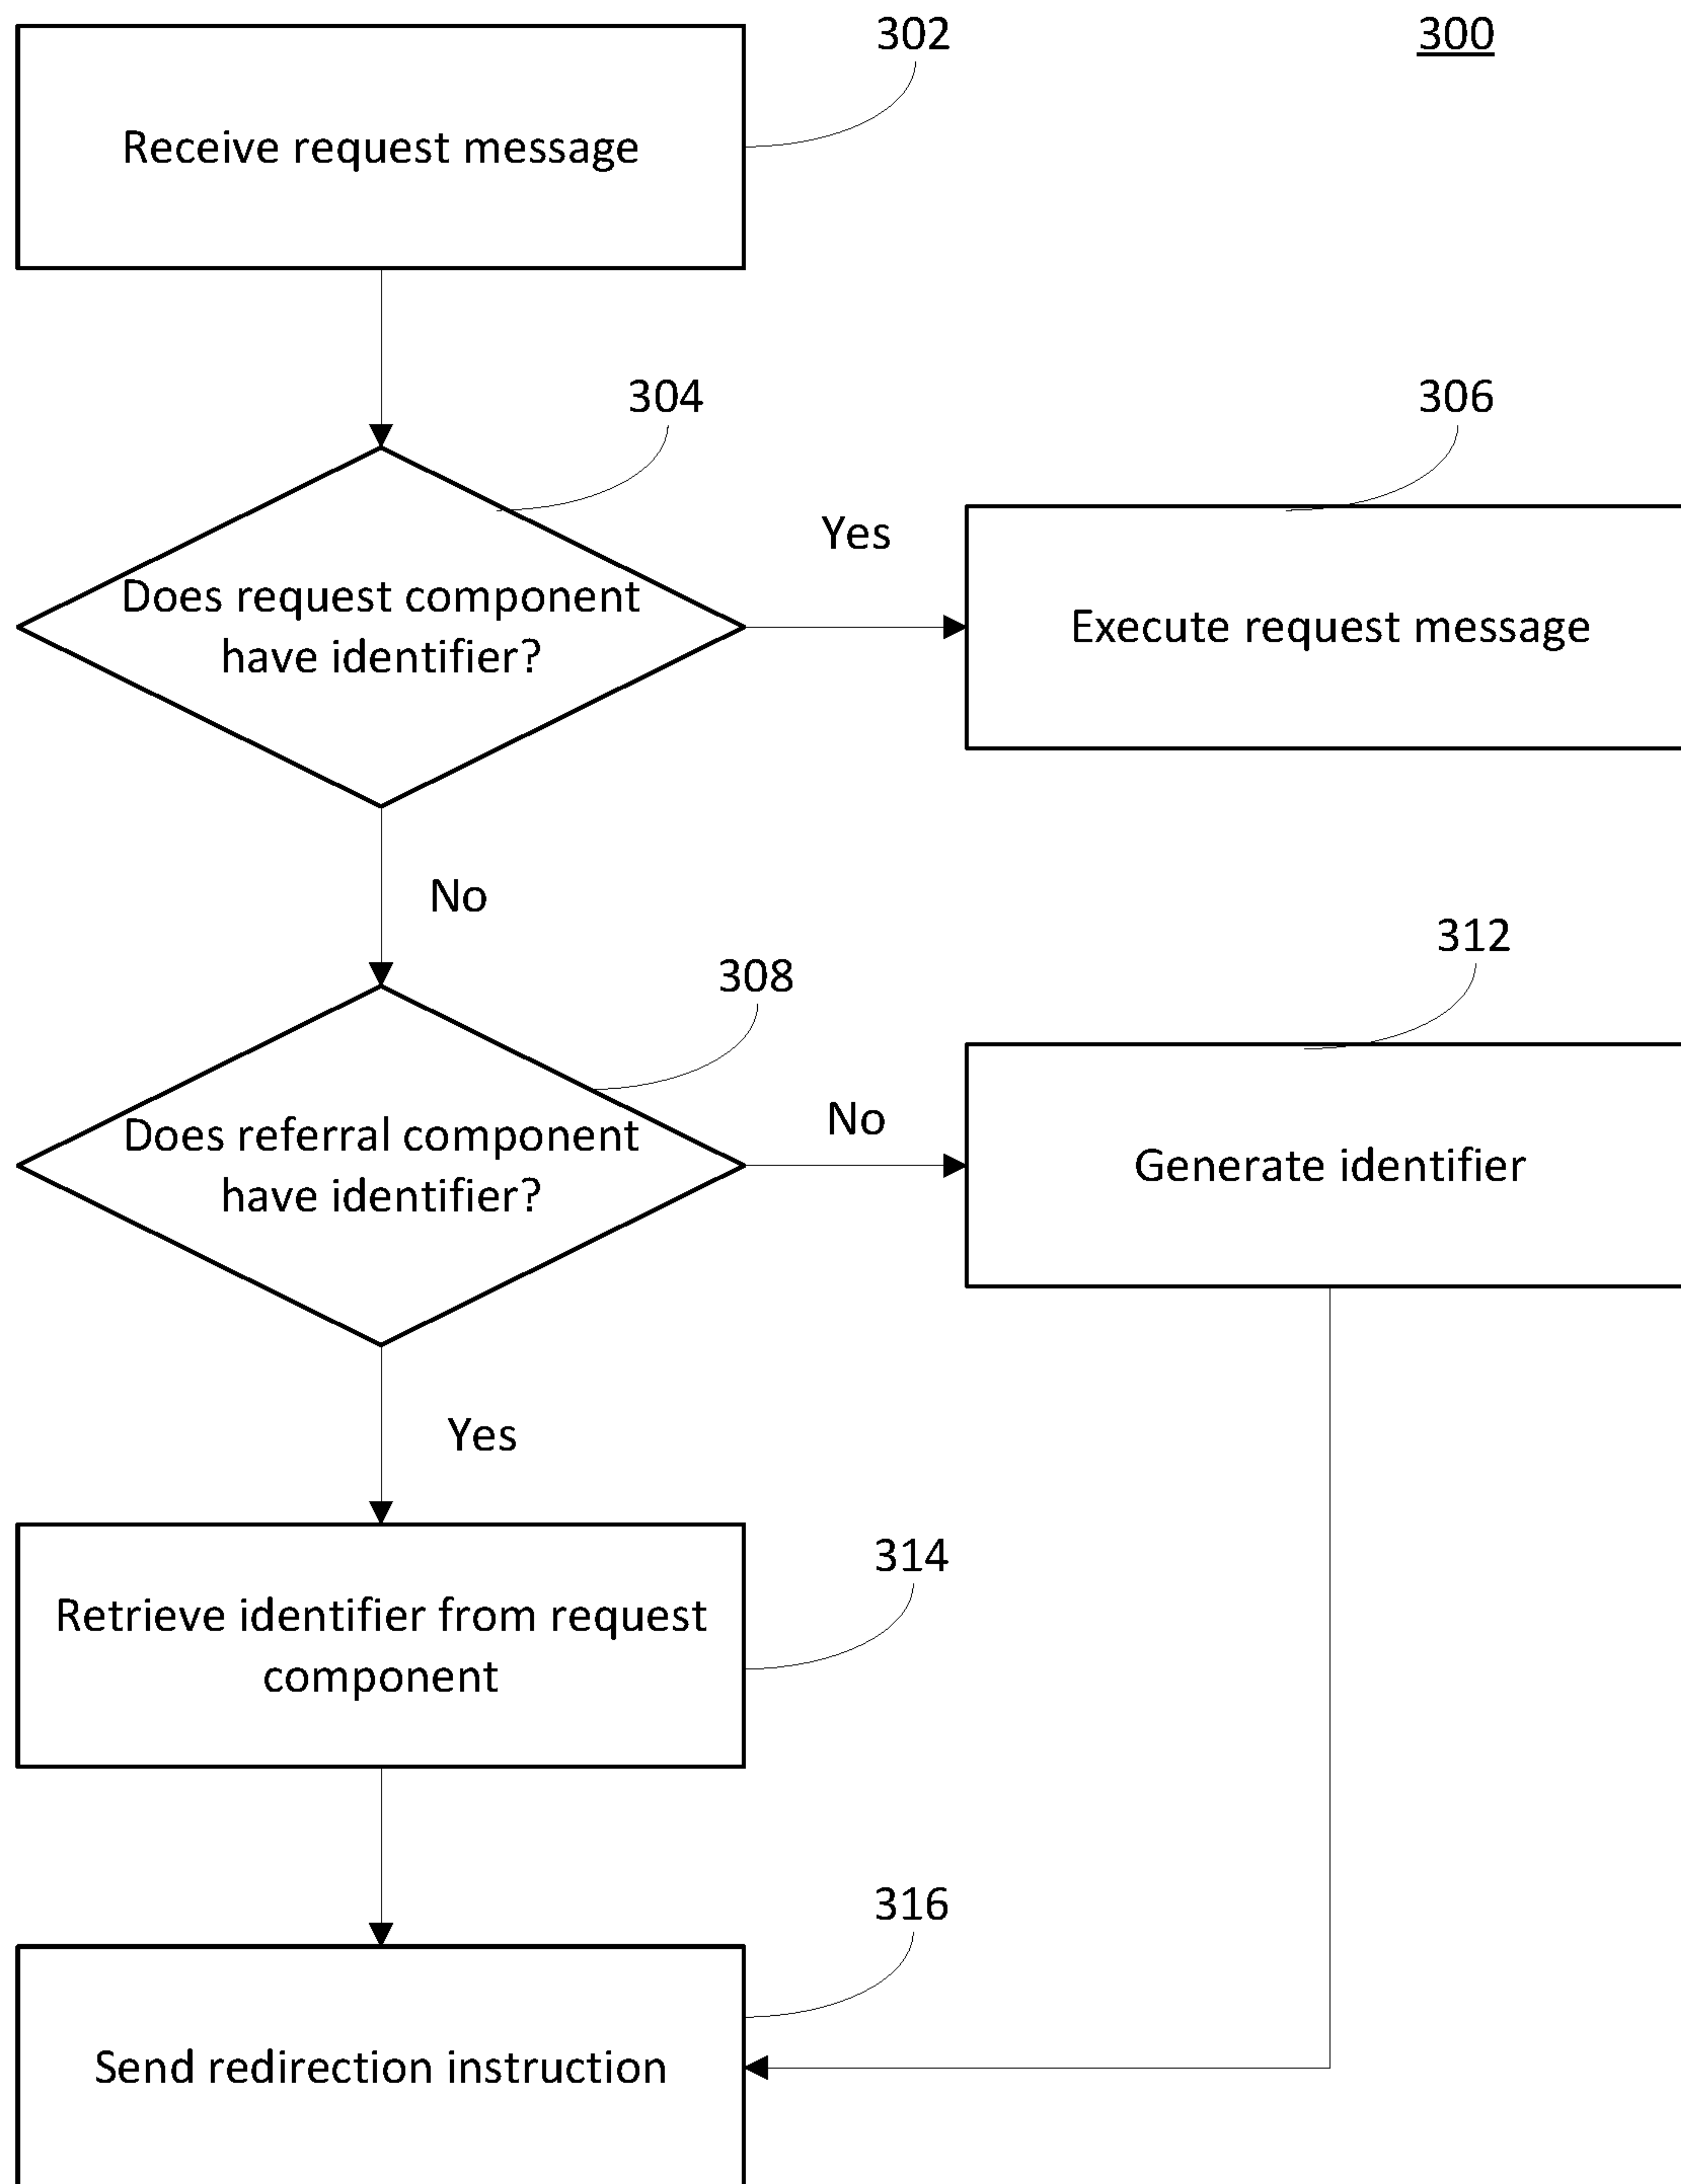 302
300
Receive request message
304
306
Yes
Does request component
have identifier?
Execute request message
No
312
308
Does referral component
have identifier?
No
Generate identifier
Yes
314
Retrieve identifier from request
component
316
Send redirection instruction